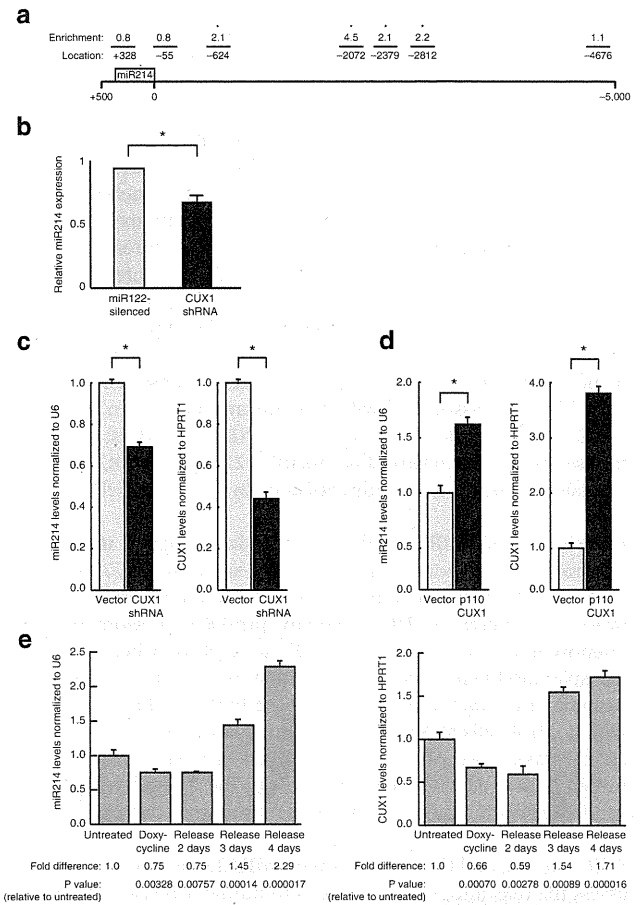 a
Enrichment: 0.8 0.8 2.1 4.5 2.1 2.2 1.1
Location: +328 −55 −624 −2072 −2379 −2812 −4676
miR214
+500 0 −5,000
b
*
Relative miR214 expression
1
0.5
0
miR122-silenced
CUX1 shRNA
c
*
miR214 levels normalized to U6
1.0
0.8
0.6
0.4
0.2
0.0
Vector CUX1 shRNA
*
CUX1 levels normalized to HPRT1
1.0
0.8
0.6
0.4
0.2
0.0
Vector CUX1 shRNA
d
*
miR214 levels normalized to U6
2.0
1.5
1.0
0.5
0.0
Vector p110 CUX1
*
CUX1 levels normalized to HPRT1
4.0
3.0
2.0
1.0
0.0
Vector p110 CUX1
e
miR214 levels normalized to U6
2.5
2.0
1.5
1.0
0.5
0.0
Untreated Doxy-cycline Release 2 days Release 3 days Release 4 days
Fold difference: 1.0 0.75 0.75 1.45 2.29
P value: 0.00328 0.00757 0.00014 0.000017
(relative to untreated)
CUX1 levels normalized to HPRT1
2.0
1.5
1.0
0.5
0.0
Untreated Doxy-cycline Release 2 days Release 3 days Release 4 days
Fold difference: 1.0 0.66 0.59 1.54 1.71
P value: 0.00070 0.00278 0.00089 0.000016
(relative to untreated)